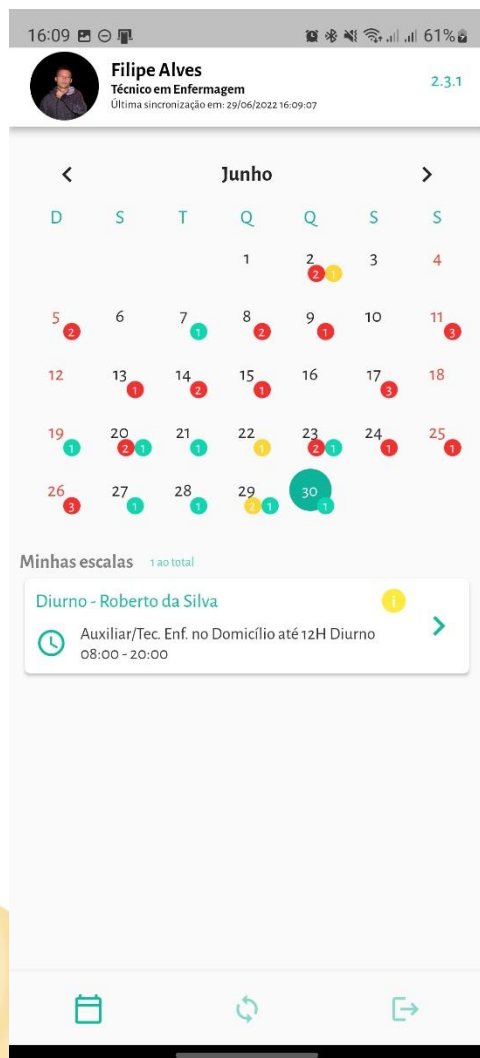 16:09 61%
Filipe Alves
Técnico em Enfermagem
Última sincronização em: 29/06/2022 16:09:07
2.3.1
Junho
D S T Q Q S S
1 2 3 4
2 1
5 6 7 8 9 10 11
2 1 2 1 3
12 13 14 15 16 17 18
1 2 1 3
19 20 21 22 23 24 25
1 2 1 1 1 2 1 1 1
26 27 28 29 30
3 1 1 2 1 1
Minhas escalas 1 ao total
Diurno - Roberto da Silva i
Auxiliar/Tec. Enf. no Domicílio até 12H Diurno
08:00 - 20:00